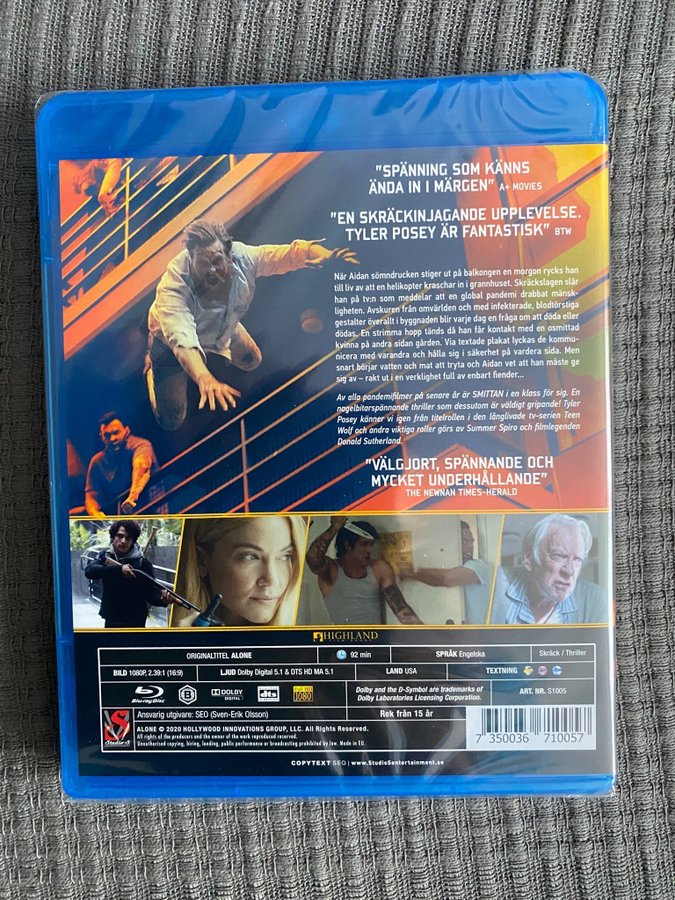 "SPÄNNING SOM KÄNNS
ÄNDA IN I MÄRGEN" A+ MOVIES
"EN SKRÄCKINJAGANDE UPPLEVELSE.
TYLER POSEY ÄR FANTASTISK" BTW
När Aidan sömndrucken stiger ut på balkongen en morgon rycks han
till liv av att en helikopter kraschar in i grannhuset. Skräckslagen slår
han på tv:n som meddelar att en global pandemi drabbat mänsk-
ligheten. Avskuren från omvärlden och med infekterade, blodtörstiga
gestalter överallt i byggnaden blir varje dag en fråga om att döda eller
dödas. En strimma hopp tänds då han får kontakt med en osmittad
kvinna på andra sidan gården. Via textade plakat lyckas de kommu-
nicera med varandra och hålla sig i säkerhet på vardera sida. Men
snart börjar vatten och mat att tryta och Aidan vet att han måste ge
sig av – rakt ut i en verklighet full av enbart fiender...
Av alla pandemifilmer på senare år är SMITTAN i en klass för sig. En
nagelbitarspännande thriller som dessutom är väldigt gripande! Tyler
Posey känner vi igen från titelrollen i den långlivade tv-serien Teen
Wolf och andra viktiga roller görs av Summer Spiro och filmlegenden
Donald Sutherland.
"VÄLGJORT, SPÄNNANDE OCH
MYCKET UNDERHÅLLANDE"
THE NEWNAN TIMES-HERALD
HIGHLAND
ORIGINALTITEL ALONE 92 min SPRÅK Engelska Skräck / Thriller
BILD 1080P, 2.39:1 (16:9) LJUD Dolby Digital 5.1 & DTS HD MA 5.1 LAND USA TEXTNING
Blu-ray Disc B DOLBY DIGITAL dts FULL HD 1080 Dolby and the D-Symbol are trademarks of
Dolby Laboratories Licensing Corporation. ART. NR. S1005
Ansvarig utgivare: SEO (Sven-Erik Olsson) Rek från 15 år
ALONE © 2020 HOLLYWOOD INNOVATIONS GROUP, LLC. All Rights Reserved.
All rights of the producers and the owner of the work reproduced reserved.
Unauthorised copying, hiring, lending, public performance or broadcasting prohibited by law. Made in EU.
7 350036 710057
COPYTEXT SEO | www.StudioSentertainment.se